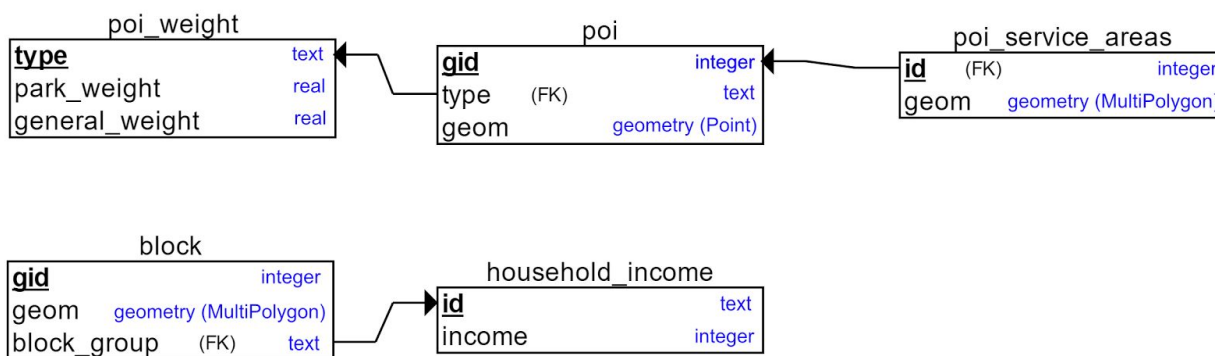 poi_weight
type text
park_weight real
general_weight real
poi
gid integer
type (FK) text
geom geometry (Point)
poi_service_areas
id (FK) integer
geom geometry (MultiPolygon)
block
gid integer
geom geometry (MultiPolygon)
block_group (FK) text
household_income
id text
income integer